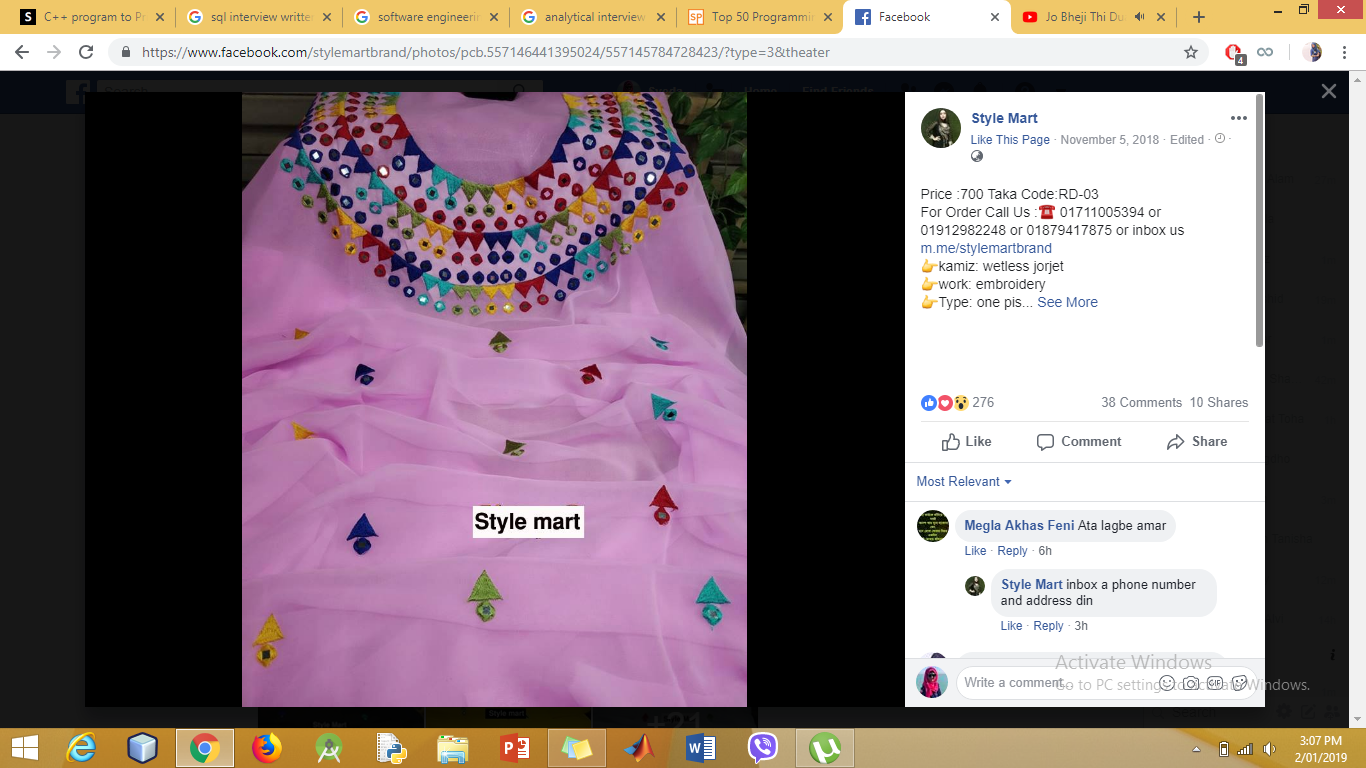 C++ program to Pr
sql interview writter
software engineerin
analytical interview
Top 50 Programmi
Facebook
Jo Bheji Thi Du
https://www.facebook.com/stylemartbrand/photos/pcb.557146441395024/557145784728423/?type=3&theater
4
Style Mart
Like This Page · November 5, 2018 · Edited ·
Price :700 Taka Code:RD-03
For Order Call Us :☎️ 01711005394 or
01912982248 or 01879417875 or inbox us
m.me/stylemartbrand
👉kamiz: wetless jorjet
👉work: embroidery
👉Type: one pis... See More
276
38 Comments 10 Shares
Like Comment Share
Most Relevant
Megla Akhas Feni Ata lagbe amar
Like · Reply · 6h
Style Mart inbox a phone number
and address din
Like · Reply · 3h
Write a comment...
GIF
Activate Windows
Go to PC settings to activate Windows.
Style mart
+21
3:07 PM
2/01/2019